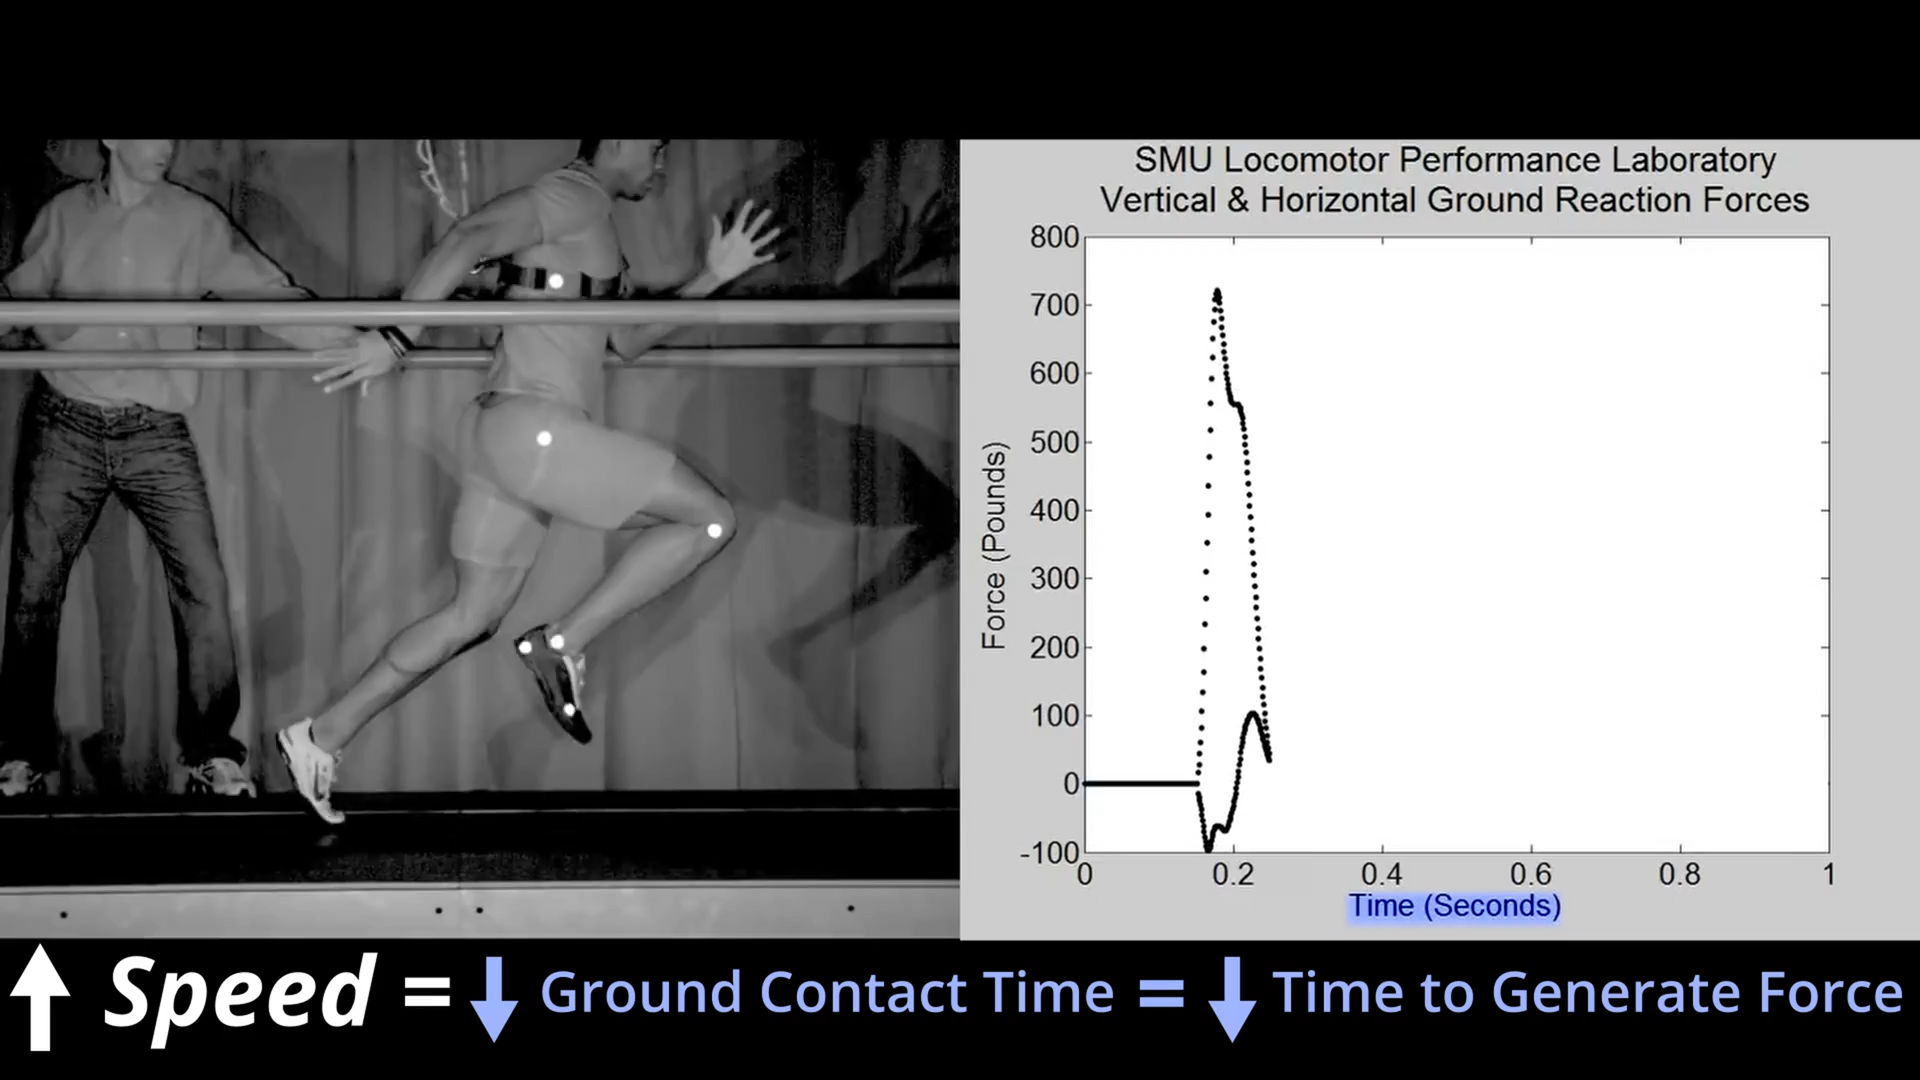 SMU Locomotor Performance Laboratory
Vertical & Horizontal Ground Reaction Forces
800
700
600
500
400
300
200
100
0
-100
Force (Pounds)
0 0.2 0.4 0.6 0.8 1
Time (Seconds)
Speed = Ground Contact Time = Time to Generate Force